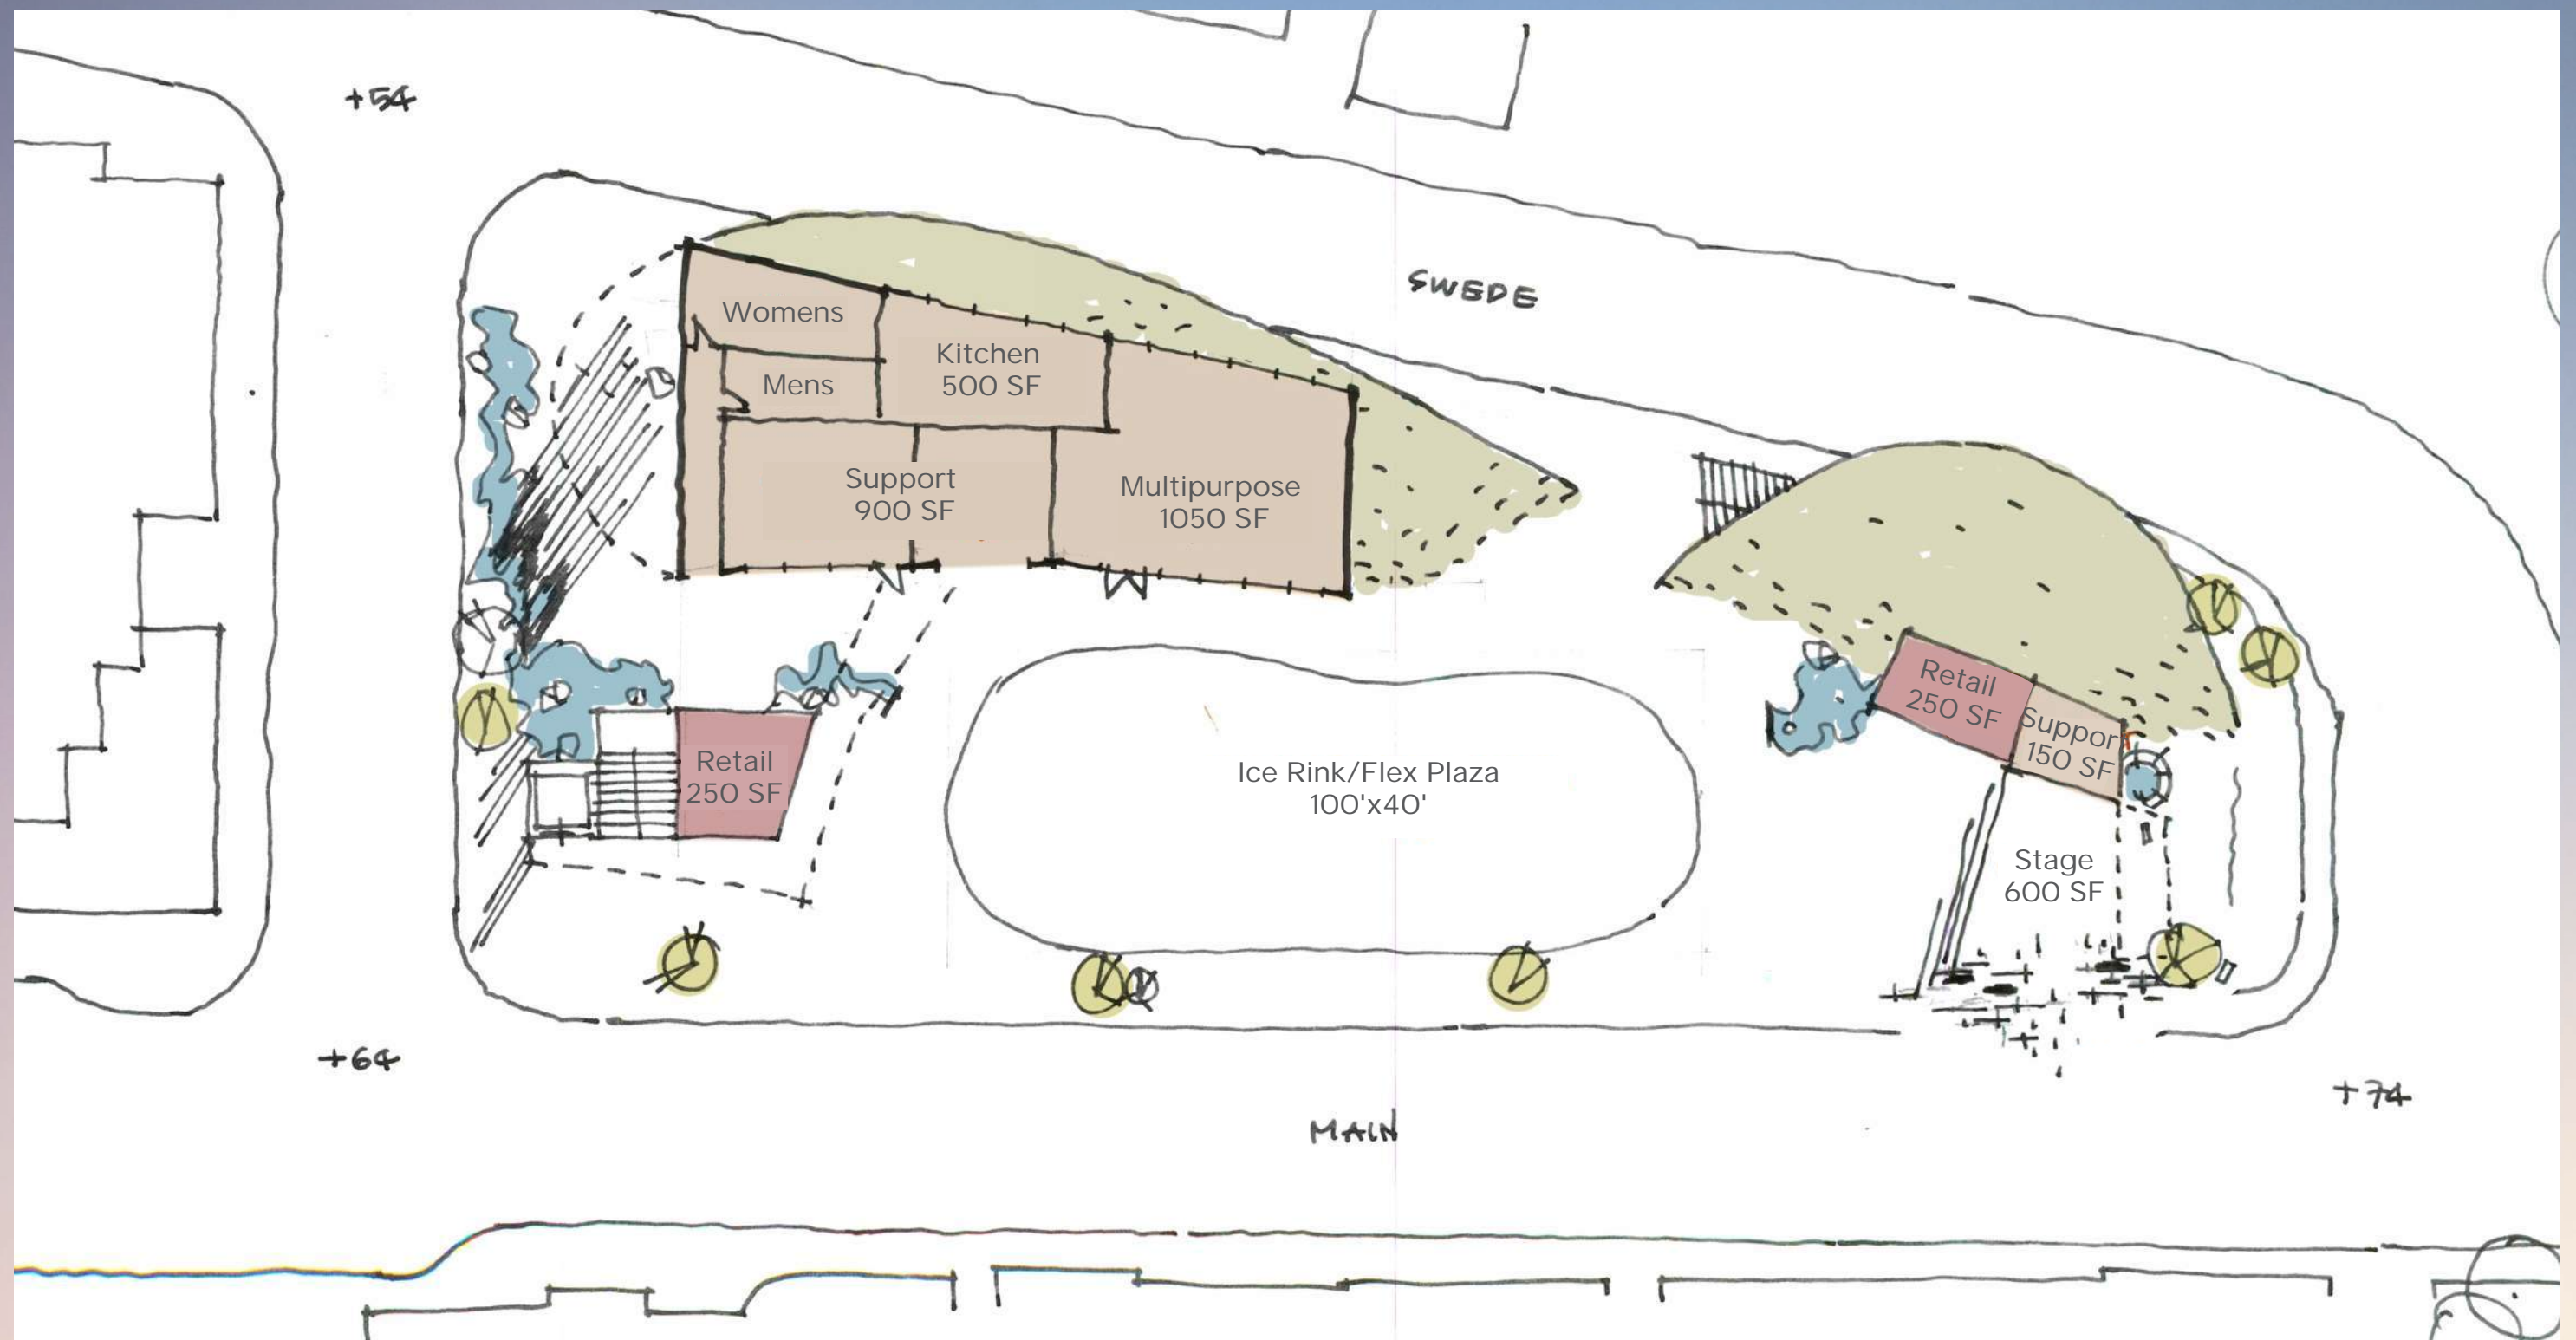 +54
SWEDE
Womens
Kitchen
500 SF
Mens
Support
900 SF
Multipurpose
1050 SF
Retail
250 SF
Support
150 SF
Retail
250 SF
Ice Rink/Flex Plaza
100'x40'
Stage
600 SF
+64
+74
MAIN